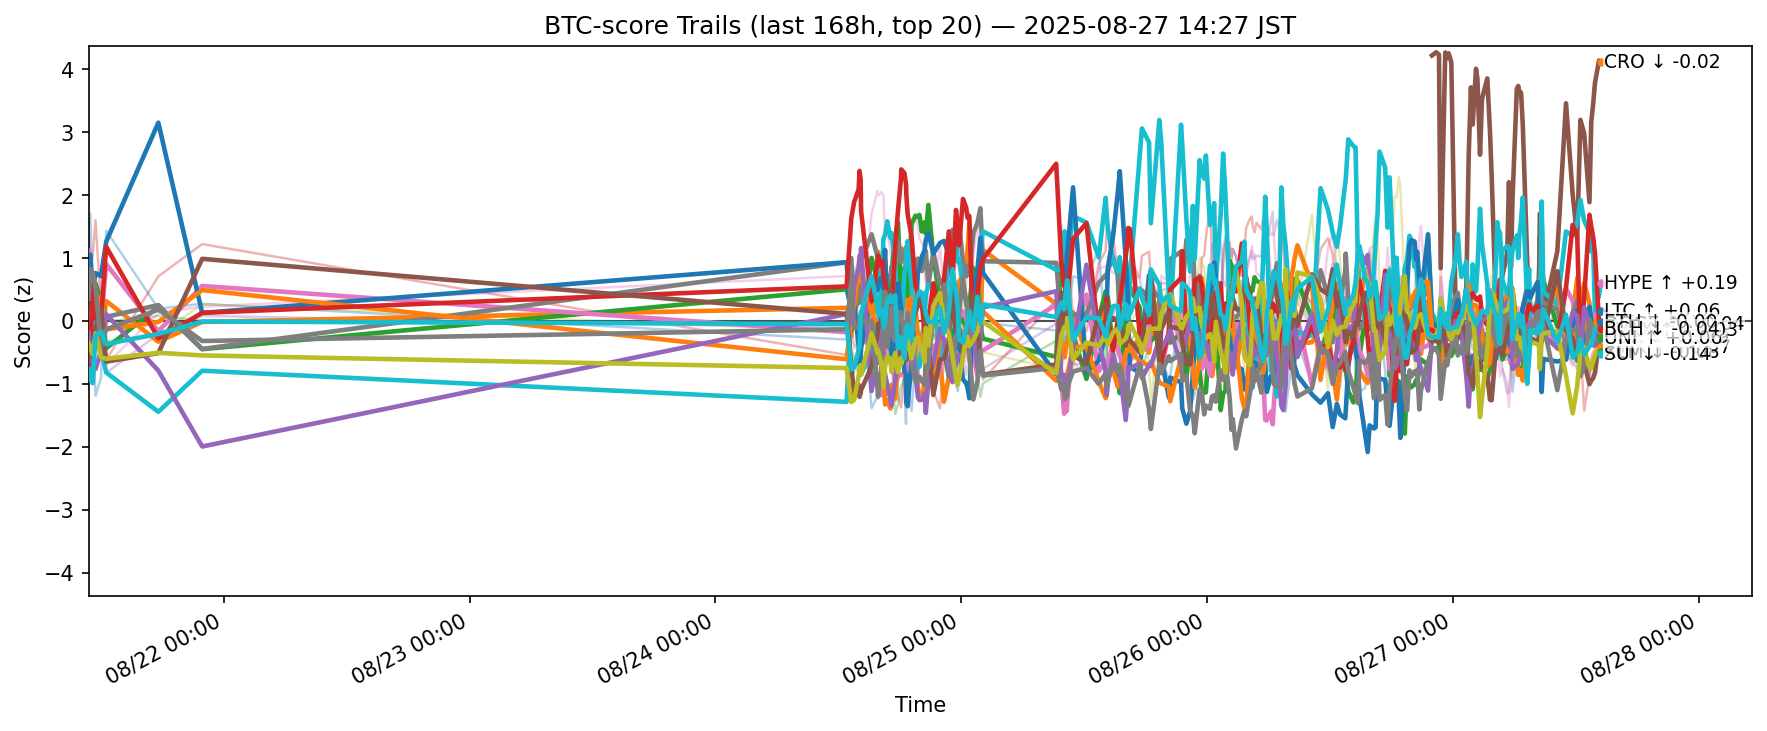 BTC-score Trails (last 168h, top 20) — 2025-08-27 14:27 JST
Score (z)
4
3
2
1
0
−1
−2
−3
−4
CRO ↓ -0.02
HYPE ↑ +0.19
LTC ↑ +0.06
BCH ↓ -0.04
UNI ↑
SUI ↓ -0.14
08/22 00:00
08/23 00:00
08/24 00:00
08/25 00:00
08/26 00:00
08/27 00:00
08/28 00:00
Time